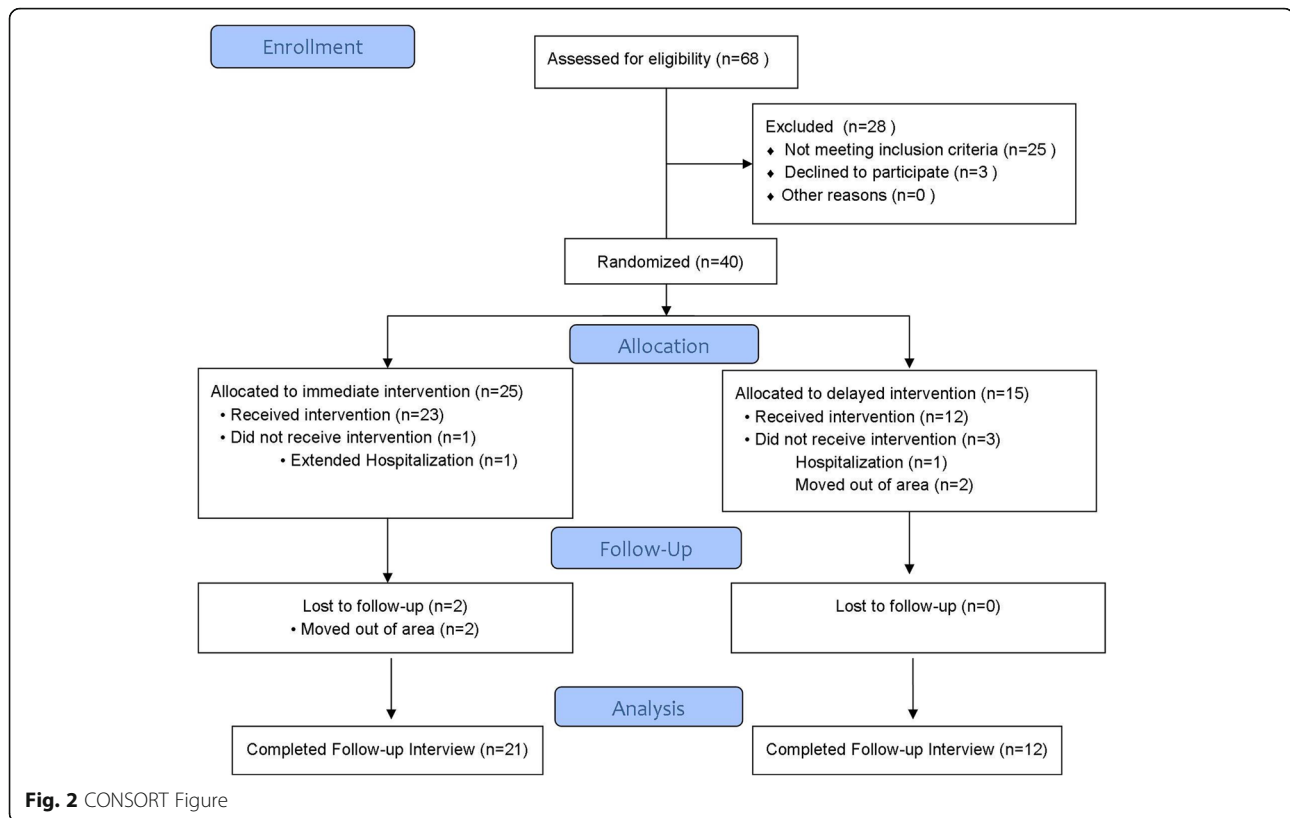 Enrollment
Assessed for eligibility (n=68 )
Excluded (n=28 )
♦ Not meeting inclusion criteria (n=25 )
♦ Declined to participate (n=3 )
♦ Other reasons (n=0 )
Randomized (n=40)
Allocation
Allocated to immediate intervention (n=25)
• Received intervention (n=23)
• Did not receive intervention (n=1)
• Extended Hospitalization (n=1)
Allocated to delayed intervention (n=15)
• Received intervention (n=12)
• Did not receive intervention (n=3)
Hospitalization (n=1)
Moved out of area (n=2)
Follow-Up
Lost to follow-up (n=2)
• Moved out of area (n=2)
Lost to follow-up (n=0)
Analysis
Completed Follow-up Interview (n=21)
Completed Follow-up Interview (n=12)
Fig. 2 CONSORT Figure